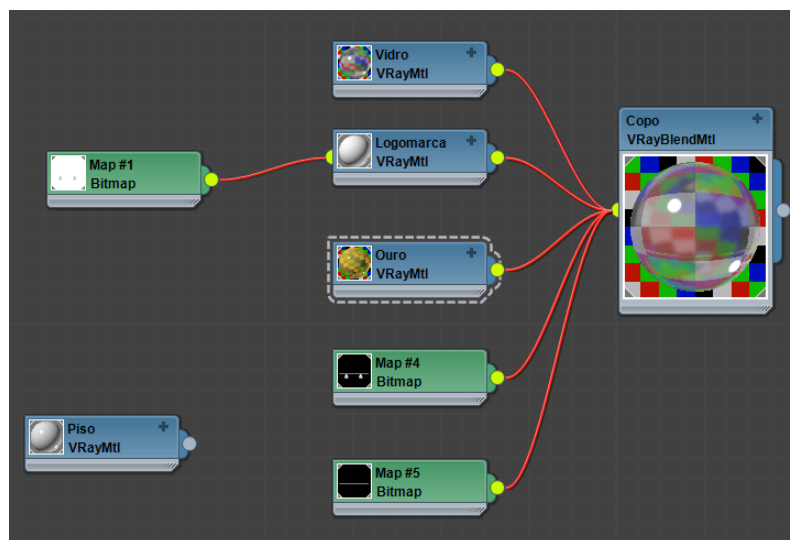 Vidro
VRayMtl
Copo
VRayBlendMtl
Logomarca
VRayMtl
Map #1
Bitmap
Ouro
VRayMtl
Map #4
Bitmap
Piso
VRayMtl
Map #5
Bitmap